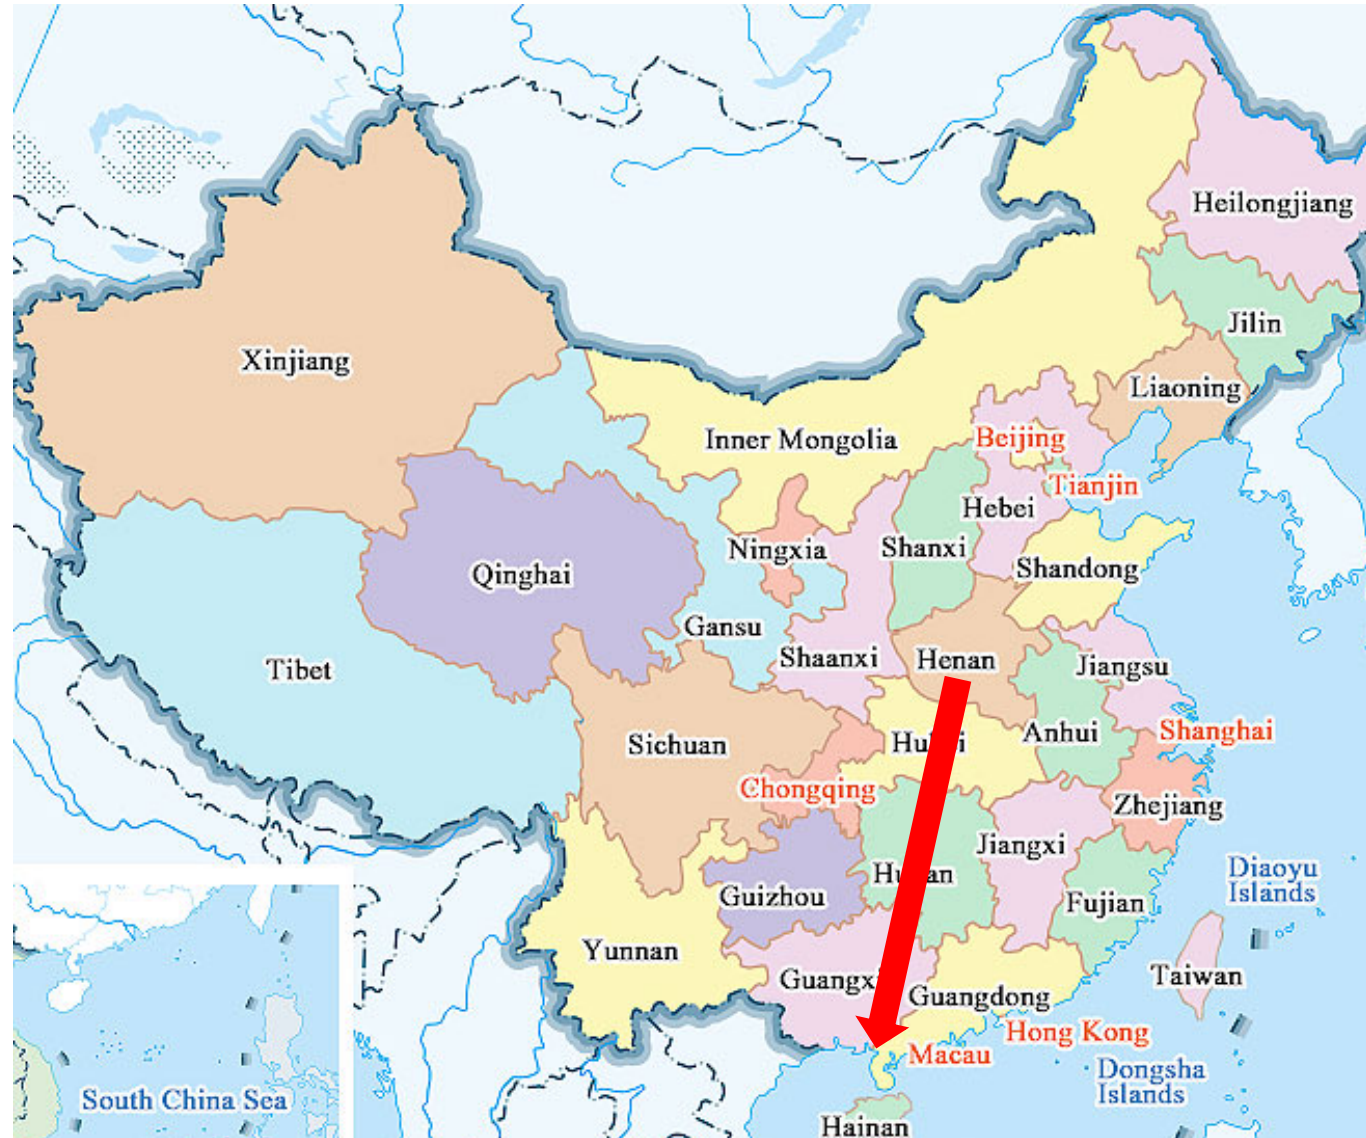 Heilongjiang
Jilin
Xinjiang
Liaoning
Inner Mongolia
Beijing
Tianjin
Hebei
Ningxia
Shanxi
Shandong
Qinghai
Gansu
Shaanxi
Henan
Jiangsu
Tibet
Sichuan
Anhui
Shanghai
Chongqing
Zhejiang
Jiangxi
Guizhou
Fujian
Diaoyu
Islands
Yunnan
Taiwan
Guangdong
Hong Kong
Macau
Dongsha
Islands
South China Sea
Hainan